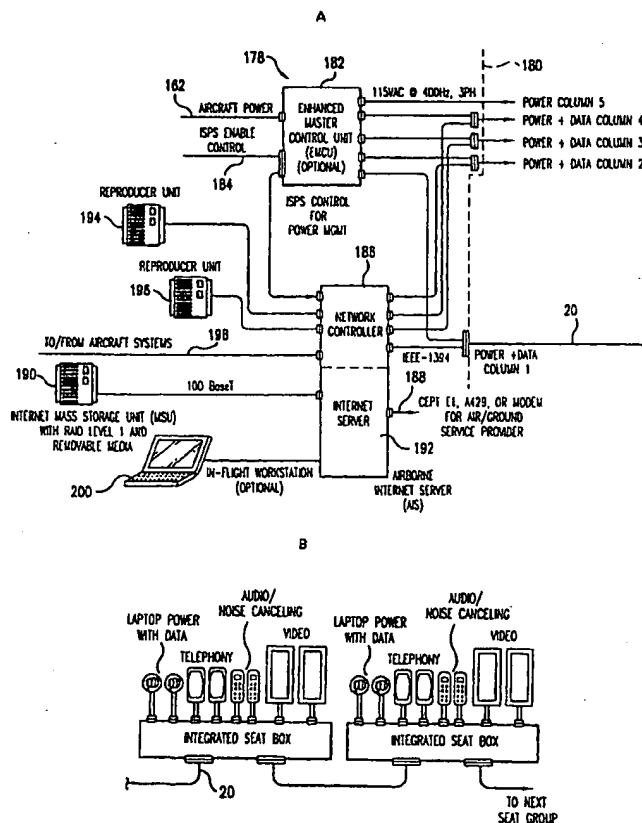 A
178
182
180
115VAC @ 400Hz, 3PH
POWER COLUMN 5
162
AIRCRAFT POWER
ENHANCED
MASTER
CONTROL UNIT
(EMCU)
(OPTIONAL)
POWER + DATA COLUMN 4
POWER + DATA COLUMN 3
POWER + DATA COLUMN 2
ISPS ENABLE
CONTROL
184
REPRODUCER UNIT
194
ISPS CONTROL
FOR
POWER MGMT
REPRODUCER UNIT
196
186
NETWORK
CONTROLLER
20
TO/FROM AIRCRAFT SYSTEMS
198
IEEE-1394
POWER +DATA
COLUMN 1
190
100 BaseT
188
INTERNET MASS STORAGE UNIT (MSU)
WITH RAID LEVEL 1 AND
REMOVABLE MEDIA
INTERNET
SERVER
CEPT E1, A429, OR MODEM
FOR AIR/GROUND
SERVICE PROVIDER
192
200
IN-FLIGHT WORKSTATION
(OPTIONAL)
AIRBORNE
INTERNET SERVER
(AIS)
B
LAPTOP POWER
WITH DATA
AUDIO/
NOISE CANCELING
TELEPHONY
VIDEO
INTEGRATED SEAT BOX
LAPTOP POWER
WITH DATA
AUDIO/
NOISE CANCELING
TELEPHONY
VIDEO
INTEGRATED SEAT BOX
20
TO NEXT
SEAT GROUP